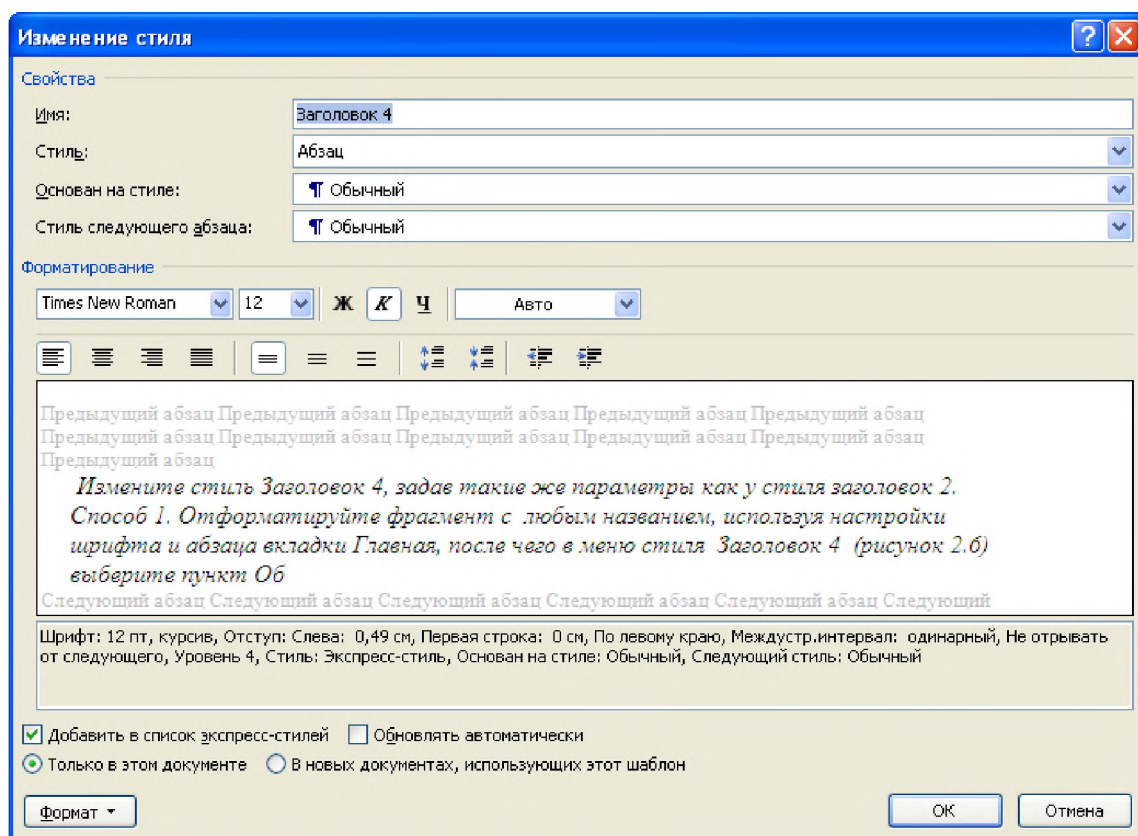 Изменение стиля
Свойства
Имя: Заголовок 4
Стиль: Абзац
Основан на стиле: ¶ Обычный
Стиль следующего абзаца: ¶ Обычный
Форматирование
Times New Roman 12 Ж К Ч Авто
Предыдущий абзац Предыдущий абзац Предыдущий абзац Предыдущий абзац Предыдущий абзац
Предыдущий абзац Предыдущий абзац Предыдущий абзац Предыдущий абзац Предыдущий абзац
Предыдущий абзац
Измените стиль Заголовок 4, задав такие же параметры как у стиля заголовок 2.
Способ 1. Отформатируйте фрагмент с любым названием, используя настройки
шрифта и абзаца вкладки Главная, после чего в меню стиля Заголовок 4 (рисунок 2.6)
выберите пункт Об
Следующий абзац Следующий абзац Следующий абзац Следующий абзац Следующий абзац Следующий
Шрифт: 12 пт, курсив, Отступ: Слева: 0,49 см, Первая строка: 0 см, По левому краю, Междустр.интервал: одинарный, Не отрывать
от следующего, Уровень 4, Стиль: Экспресс-стиль, Основан на стиле: Обычный, Следующий стиль: Обычный
Добавить в список экспресс-стилей Обновлять автоматически
Только в этом документе В новых документах, использующих этот шаблон
Формат ОК Отмена